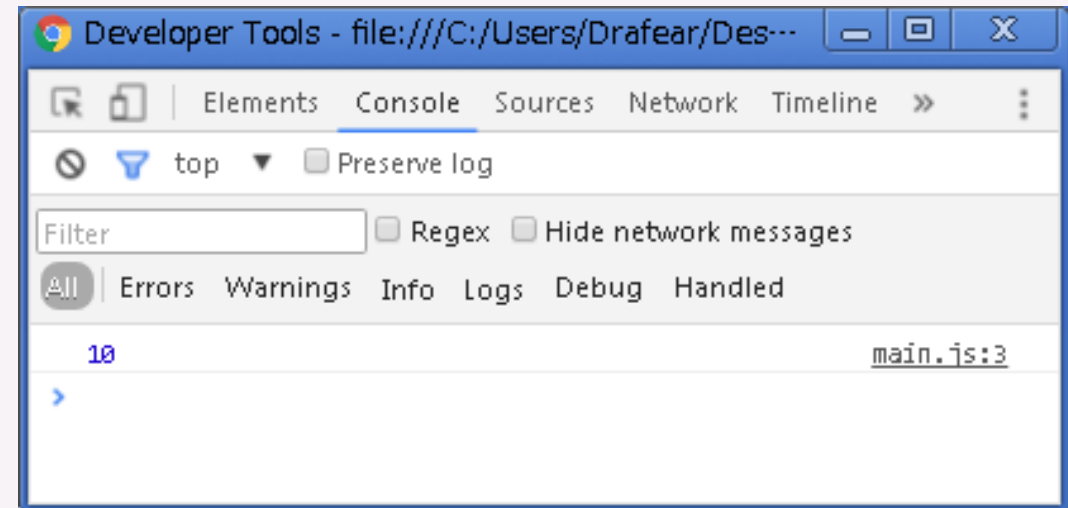 Developer Tools - file:///C:/Users/Drafear/Des···
Elements Console Sources Network Timeline »
top ▼ Preserve log
Filter Regex Hide network messages
All Errors Warnings Info Logs Debug Handled
10 main.js:3
>